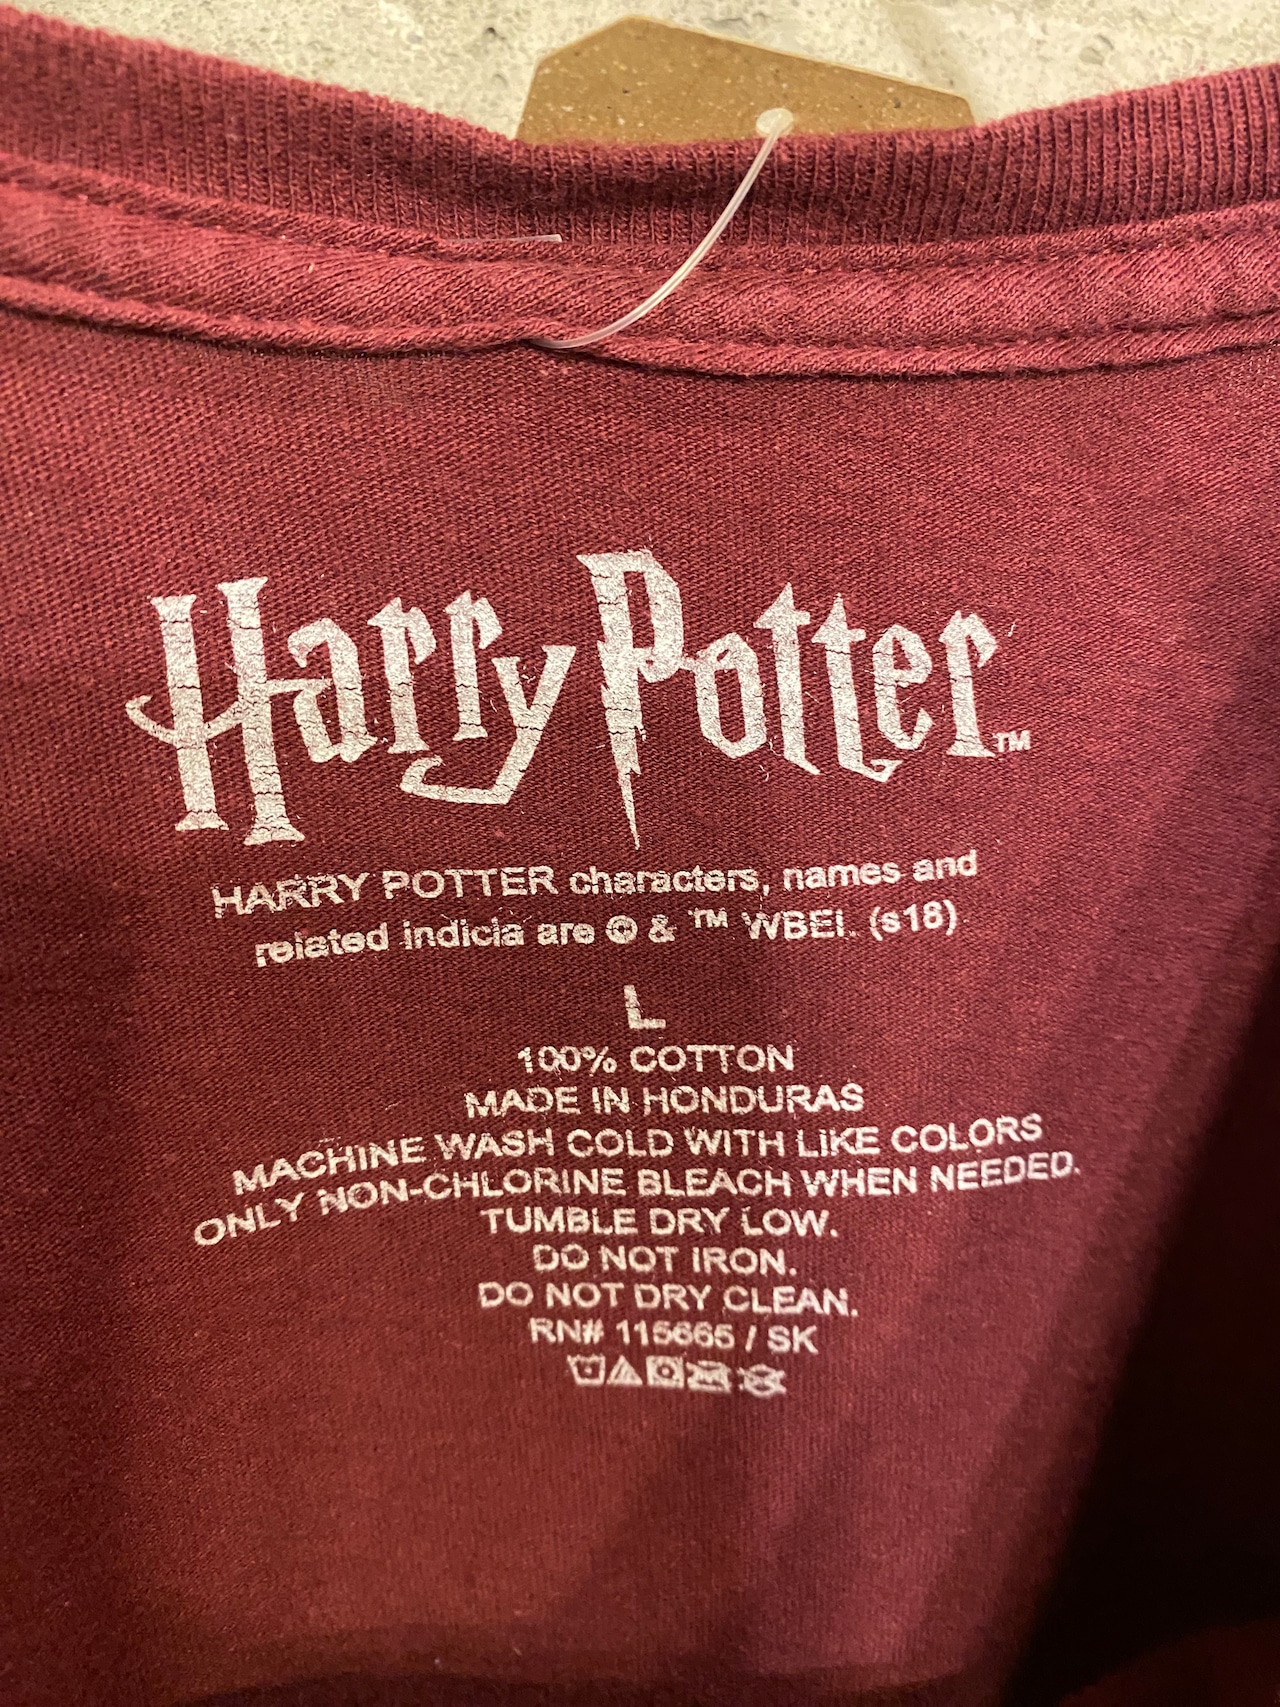 Harry Potter™
HARRY POTTER characters, names and
related indicia are © & ™ WBEI. (s18)
L
100% COTTON
MADE IN HONDURAS
MACHINE WASH COLD WITH LIKE COLORS
ONLY NON-CHLORINE BLEACH WHEN NEEDED.
TUMBLE DRY LOW.
DO NOT IRON.
DO NOT DRY CLEAN.
RN# 115665 / SK